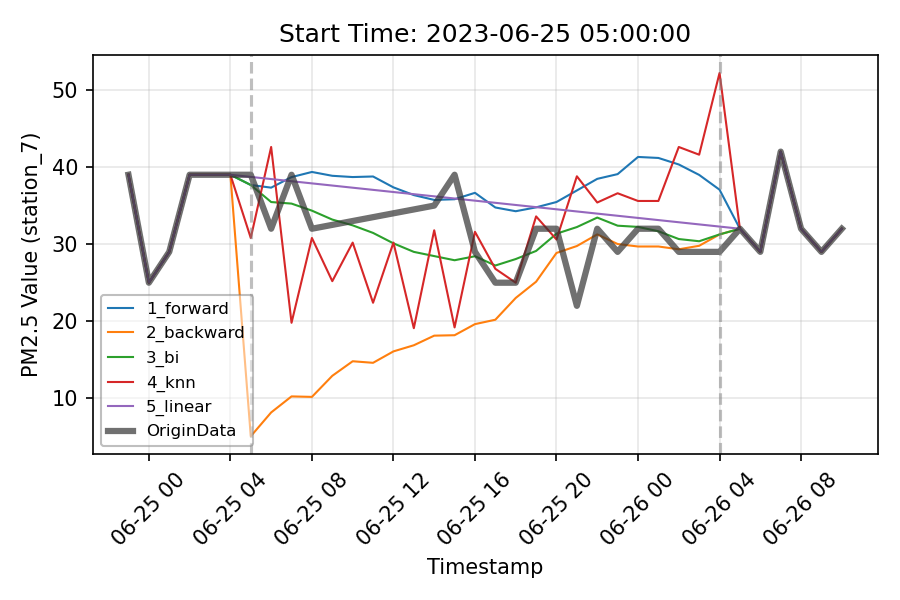 Start Time: 2023-06-25 05:00:00
PM2.5 Value (station_7)
50
40
30
20
10
1_forward
2_backward
3_bi
4_knn
5_linear
OriginData
06-25 00
06-25 04
06-25 08
06-25 12
06-25 16
06-25 20
06-26 00
06-26 04
06-26 08
Timestamp